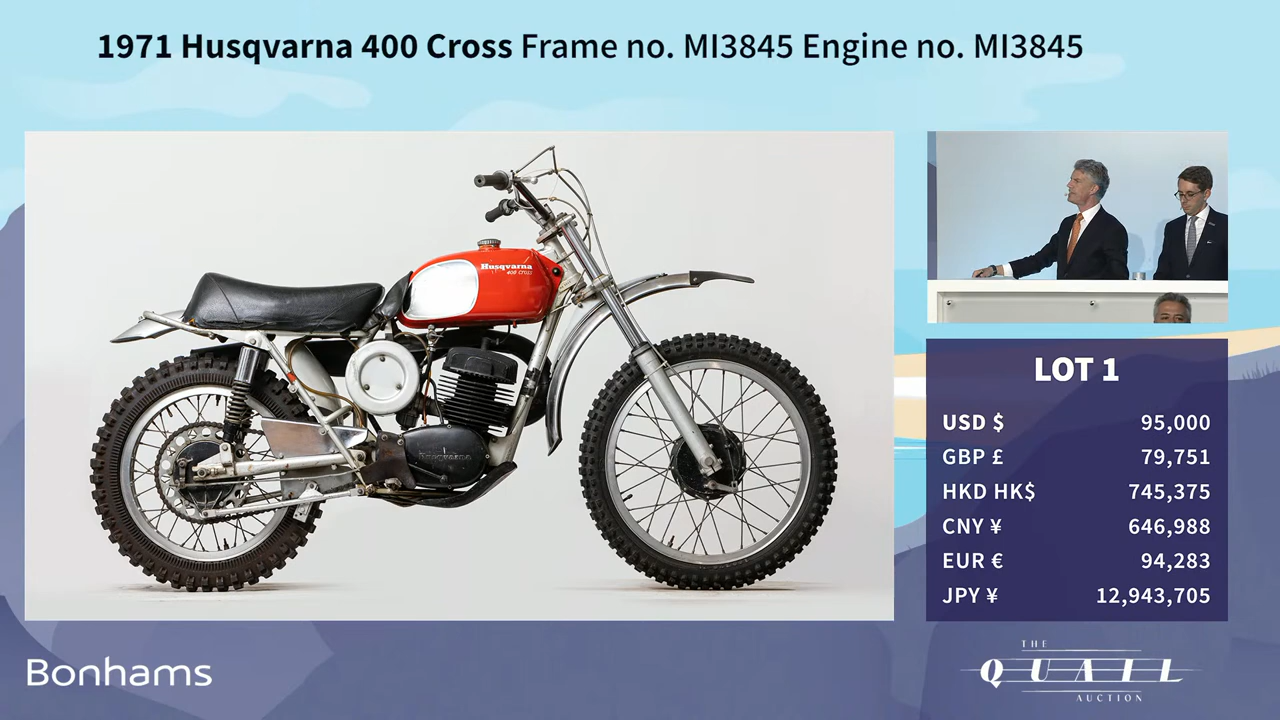 1971 Husqvarna 400 Cross Frame no. MI3845 Engine no. MI3845
Husqvarna
400 Cross
Husqvarna
LOT 1
USD $ 95,000
GBP £ 79,751
HKD HK$ 745,375
CNY ¥ 646,988
EUR € 94,283
JPY ¥ 12,943,705
Bonhams
THE
QUAIL
AUCTION